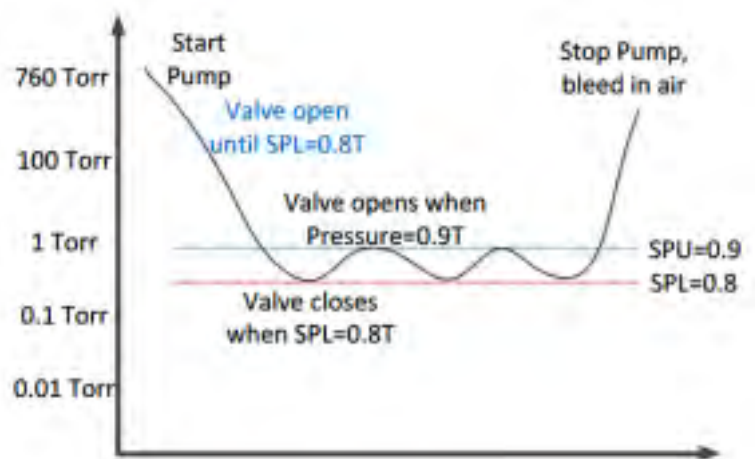 Start
Pump
Stop Pump,
bleed in air
760 Torr
Valve open
until SPL=0.8T
100 Torr
Valve opens when
Pressure=0.9T
1 Torr
SPU=0.9
SPL=0.8
Valve closes
when SPL=0.8T
0.1 Torr
0.01 Torr